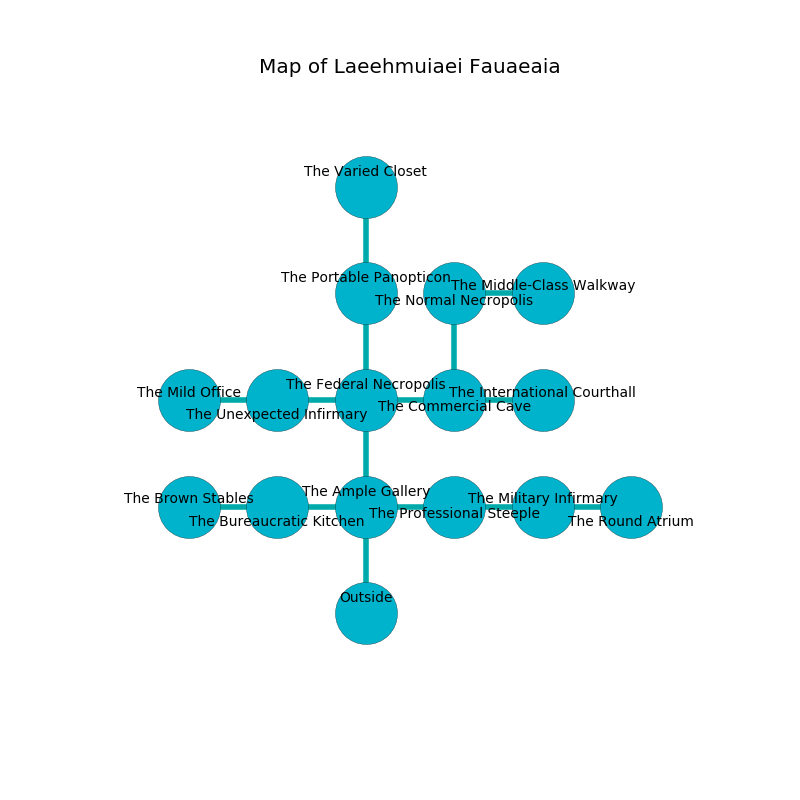 Map of Laeehmuiaei Fauaeaia
The Varied Closet
The Portable Panopticon
The Middle-Class Walkway
The Normal Necropolis
The Federal Necropolis
The Mild Office
The International Courthall
The Commercial Cave
The Unexpected Infirmary
The Ample Gallery
The Brown Stables
The Military Infirmary
The Professional Steeple
The Bureaucratic Kitchen
The Round Atrium
Outside